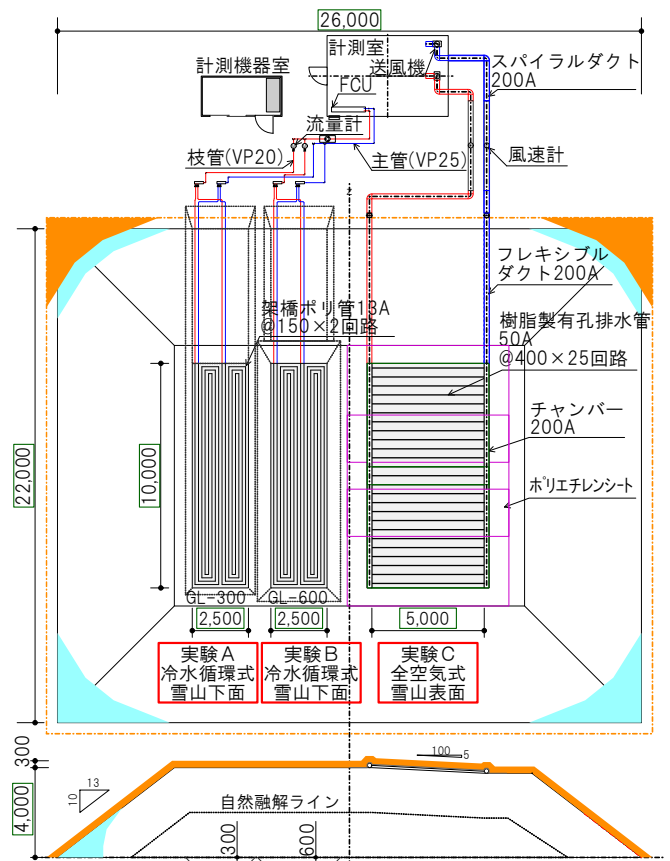 26,000
計測室
送風機
スパイラルダクト
200A
計測機器室
FCU
流量計
枝管(VP20)
主管(VP25)
風速計
フレキシブル
ダクト200A
架橋ポリ管13A
@150×2回路
樹脂製有孔排水管
50A
@400×25回路
チャンバー
200A
ポリエチレンシート
22,000
10,000
GL-300
GL-600
2,500
2,500
5,000
実験A
冷水循環式
雪山下面
実験B
冷水循環式
雪山下面
実験C
全空気式
雪山表面
300
100
5
13
10
4,000
自然融解ライン
300
600